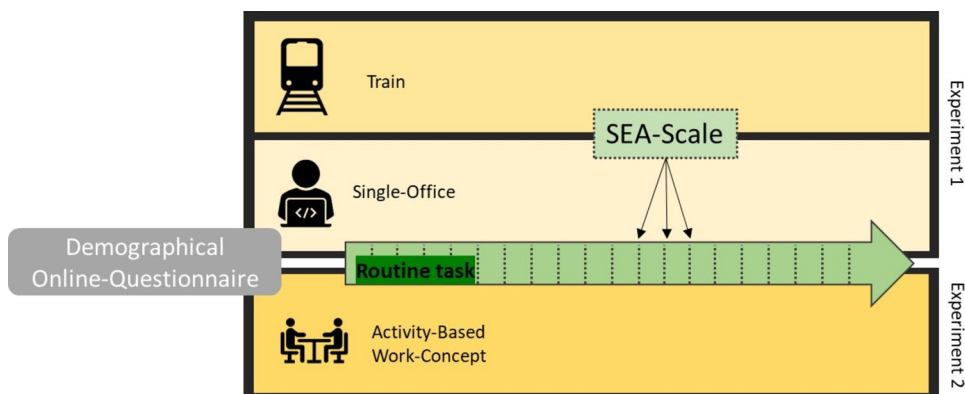 Train
SEA-Scale
Experiment 1
</>
Single-Office
Demographical
Online-Questionnaire
Routine task
Activity-Based
Work-Concept
Experiment 2